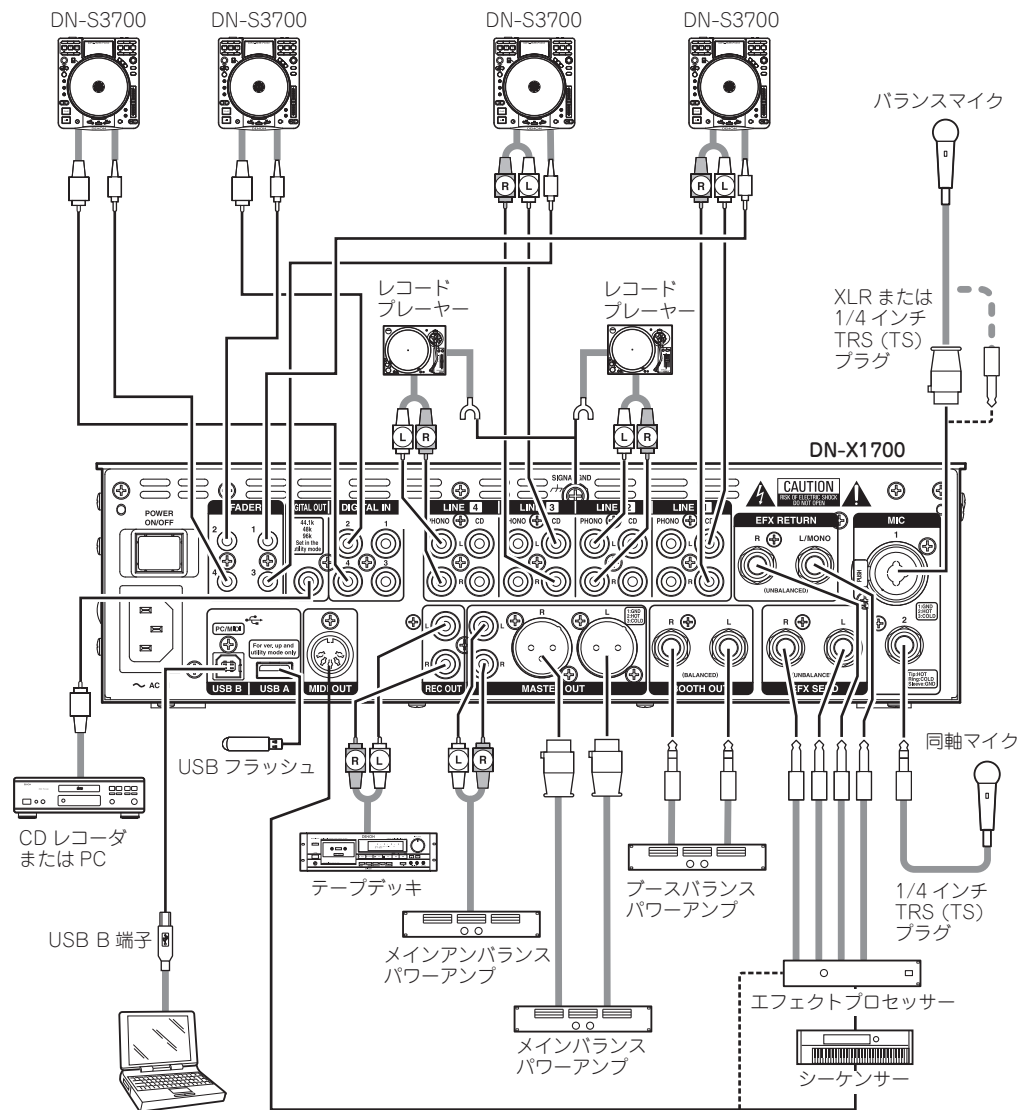 DN-S3700
DN-S3700
DN-S3700
DN-S3700
バランスマイク
R
L
R
L
レコード
プレーヤー
レコード
プレーヤー
XLR または
1/4 インチ
TRS (TS)
プラグ
L
R
L
R
DN-X1700
POWER
ON/OFF
FADER
2
1
4
3
DIGITAL OUT
44.1k
48k
96k
Set in the
utility mode
DIGITAL IN
2
1
4
3
SIGNAL GND
LINE 4
PHONO
CD
L
R
LINE 3
PHONO
CD
L
R
LINE 2
PHONO
CD
L
R
LINE 1
PHONO
CD
L
R
CAUTION
RISK OF ELECTRIC SHOCK
DO NOT OPEN
EFX RETURN
R
L/MONO
(UNBALANCED)
MIC
1
PUSH
1:GND
2:HOT
3:COLD
2
Tip:HOT
Ring:COLD
Sleeve:GND
～ AC
PC/MIDI
USB B
For ver, up and
utility mode only
USB A
MIDI OUT
L
R
REC OUT
L
R
R
L
1:GND
2:HOT
3:COLD
MASTER OUT
R
L
(BALANCED)
BOOTH OUT
R
L
(UNBALANCED)
EFX SEND
USB フラッシュ
同軸マイク
CD レコーダ
または PC
R
L
L
R
DENON
テープデッキ
ブースバランス
パワーアンプ
1/4 インチ
TRS (TS)
プラグ
USB B 端子
メインアンバランス
パワーアンプ
エフェクトプロセッサー
メインバランス
パワーアンプ
シーケンサー